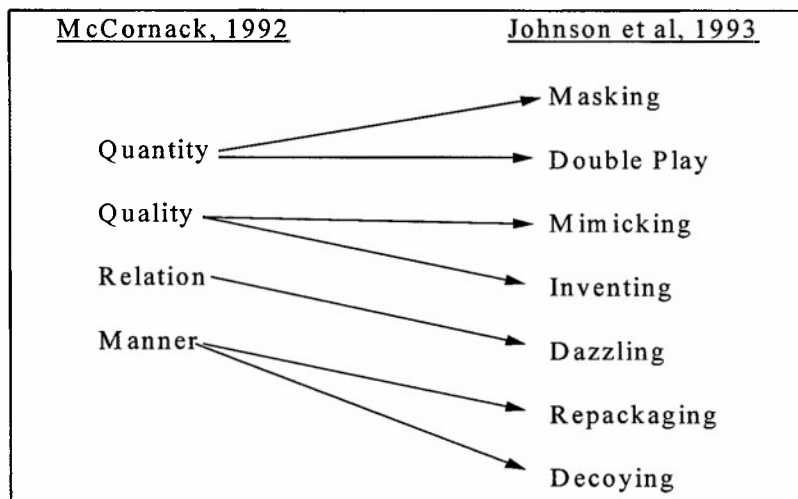 McCornack, 1992
Johnson et al, 1993
Masking
Quantity
Double Play
Quality
Mimicking
Relation
Inventing
Manner
Dazzling
Repackaging
Decoying